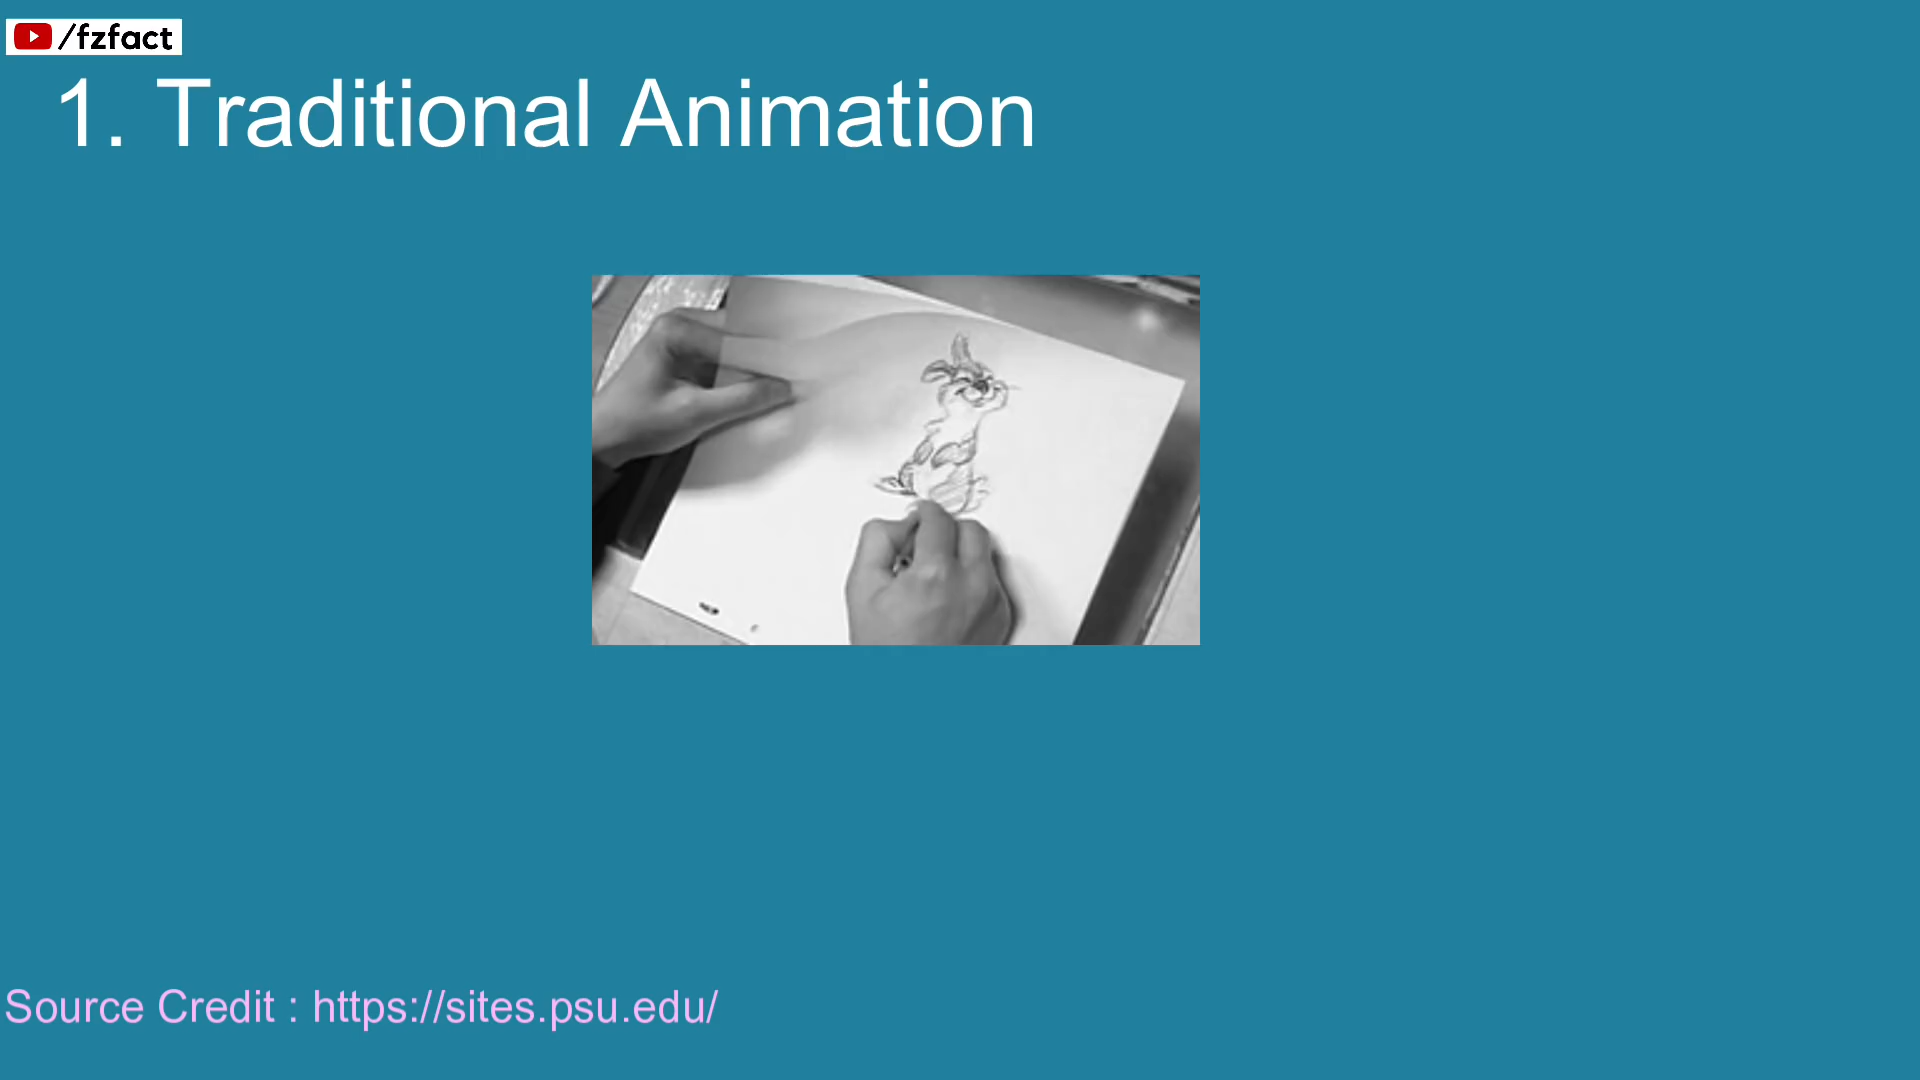 /fzfact
1. Traditional Animation
Source Credit : https://sites.psu.edu/